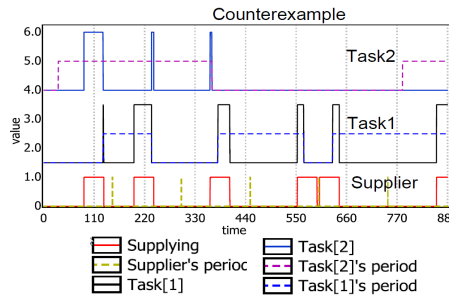 Counterexample
6.0
5.0
4.0
3.0
2.0
1.0
0
value
Task2
Task1
Supplier
0 110 220 330 440 550 660 770 88
time
Supplying
Supplier's period
Task[1]
Task[2]
Task[2]'s period
Task[1]'s period